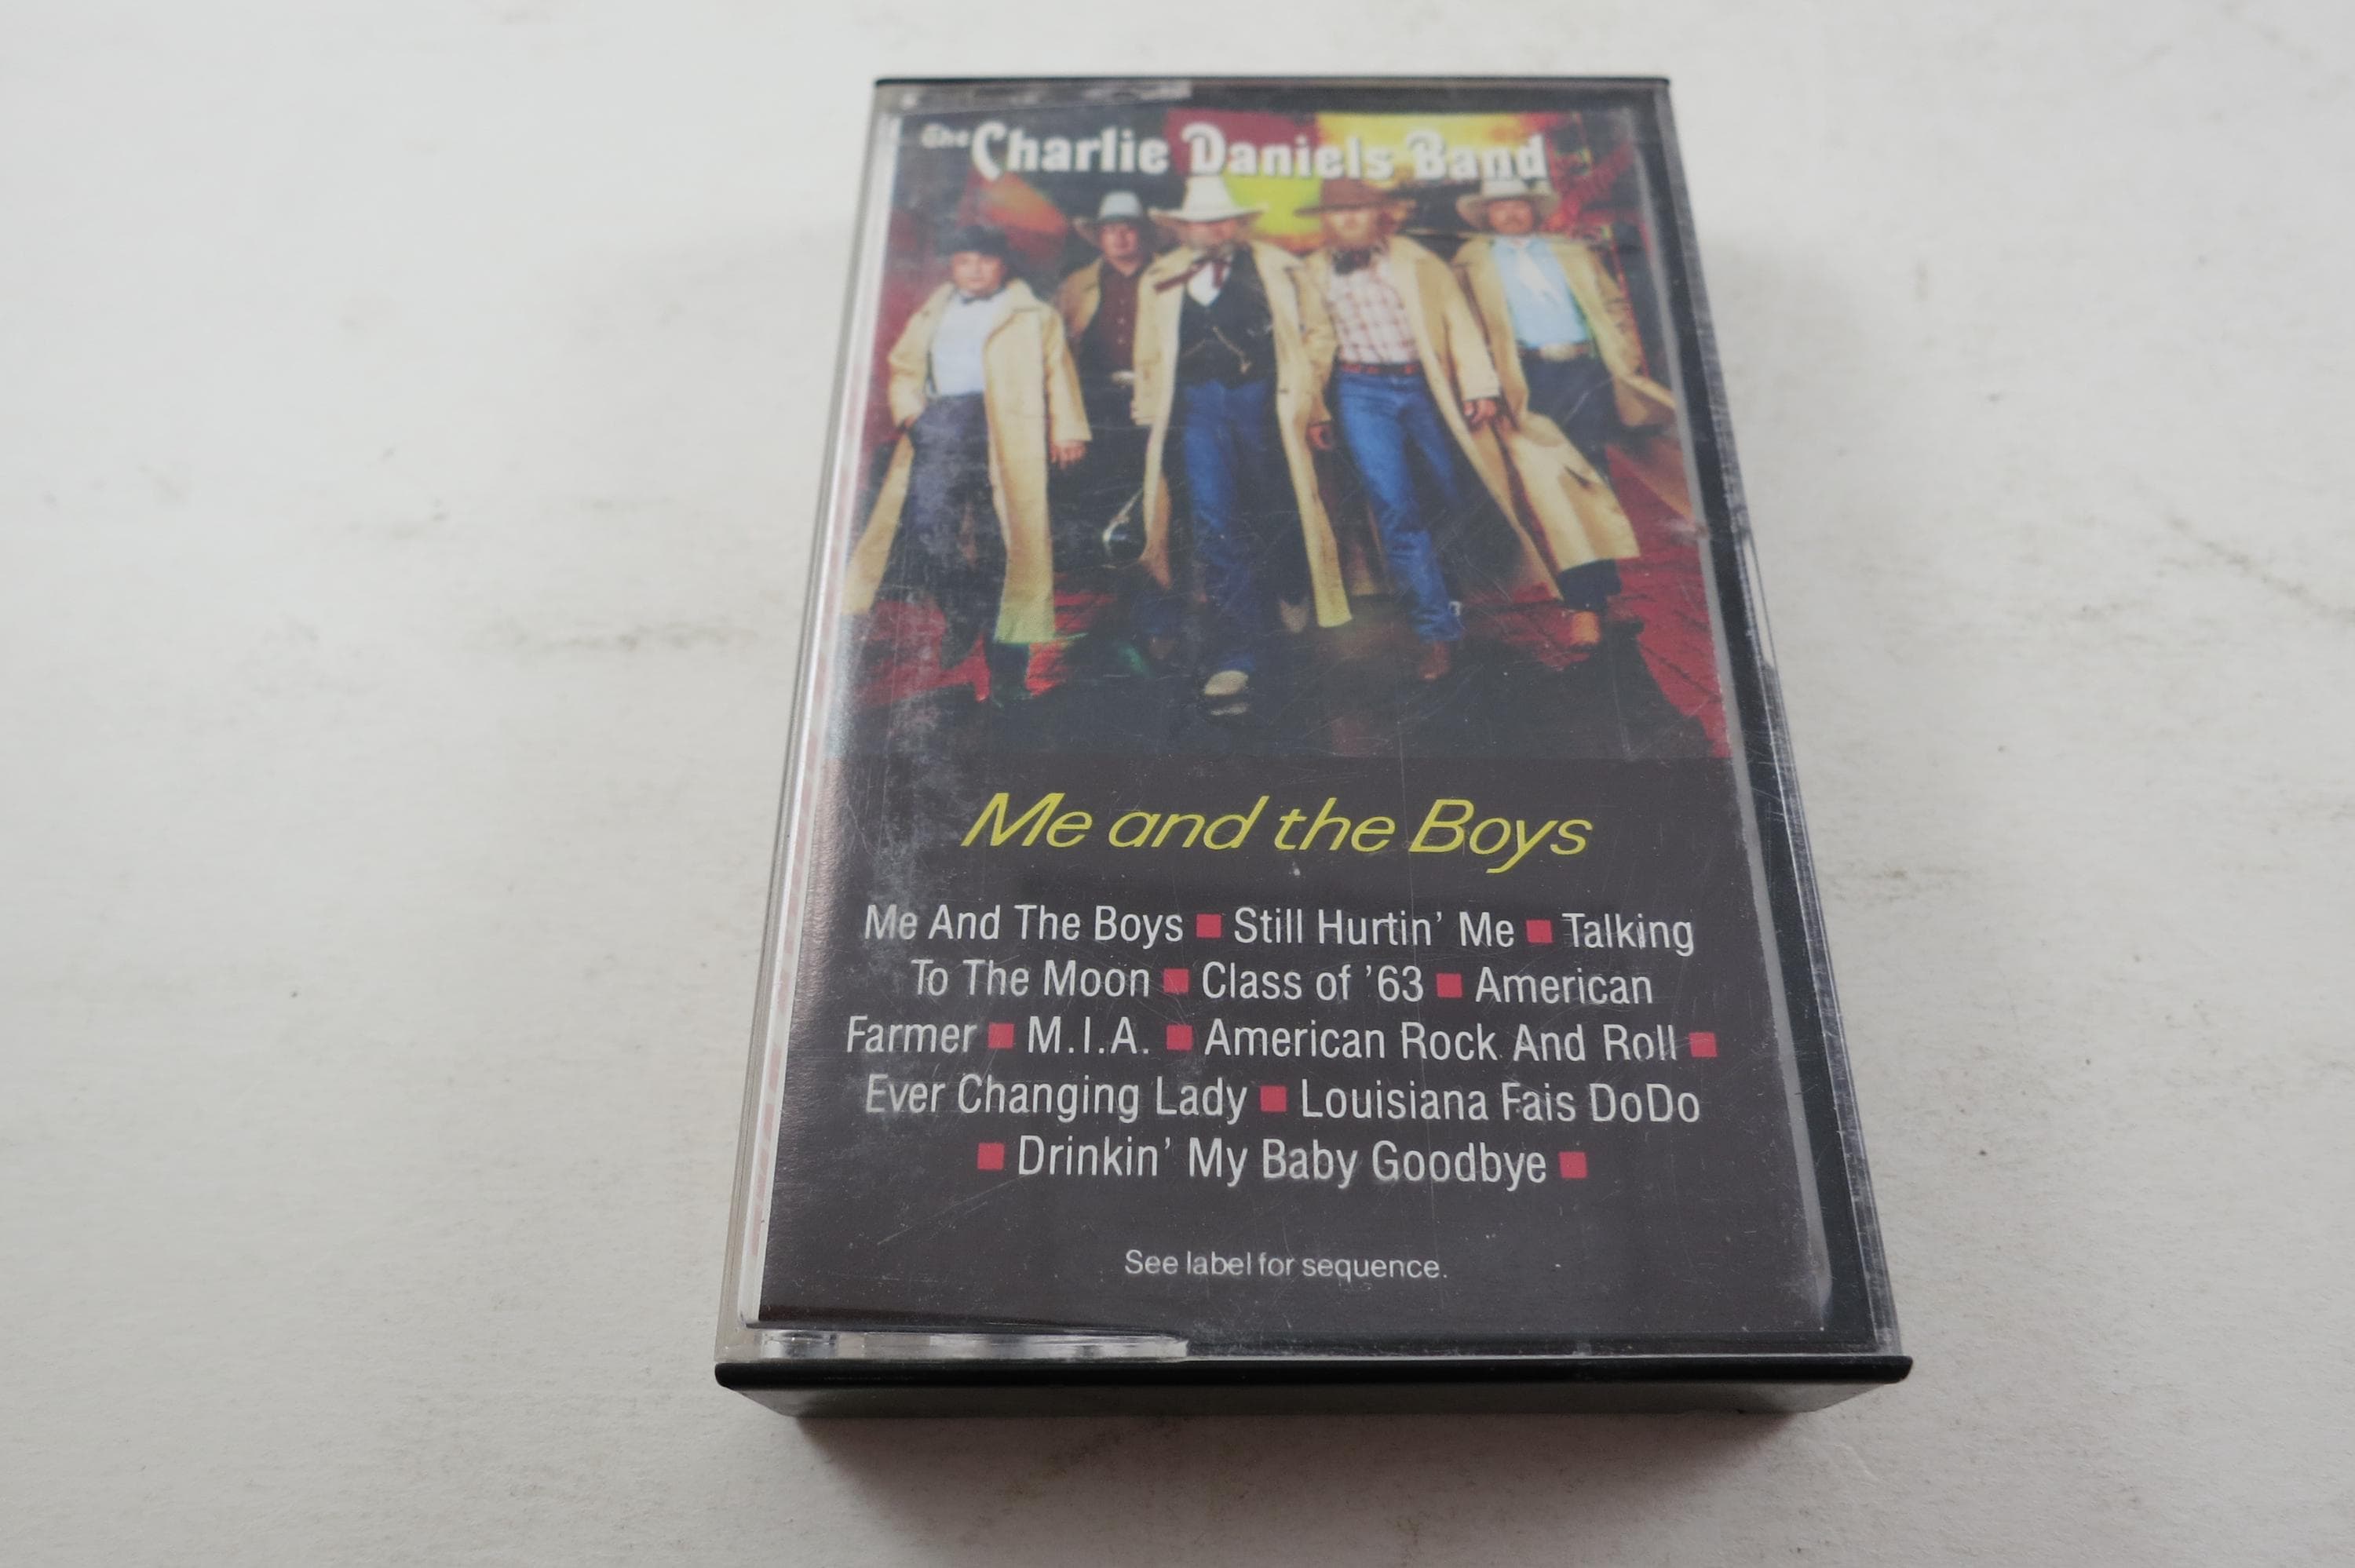 The Charlie Daniels Band
Me and the Boys
Me And The Boys ■ Still Hurtin' Me ■ Talking
To The Moon ■ Class of '63 ■ American
Farmer ■ M.I.A. ■ American Rock And Roll ■
Ever Changing Lady ■ Louisiana Fais DoDo
■ Drinkin' My Baby Goodbye ■
See label for sequence.